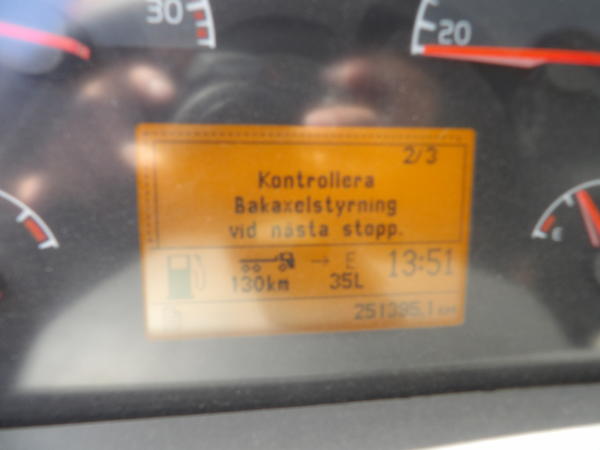 30
20
2/3
Kontrollera
Bakaxelstyrning
vid nästa stopp.
→ E 13:51
130km 35L
251395.1 km